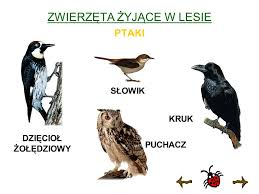 ZWIERZĘTA ŻYJĄCE W LESIE
PTAKI
SŁOWIK
KRUK
DZIĘCIOŁ
ŻOŁĘDZIOWY
PUCHACZ